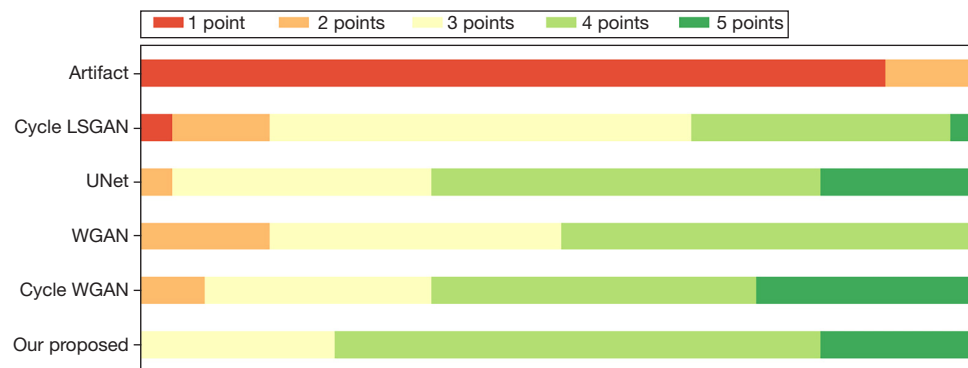 1 point 2 points 3 points 4 points 5 points
Artifact
Cycle LSGAN
UNet
WGAN
Cycle WGAN
Our proposed